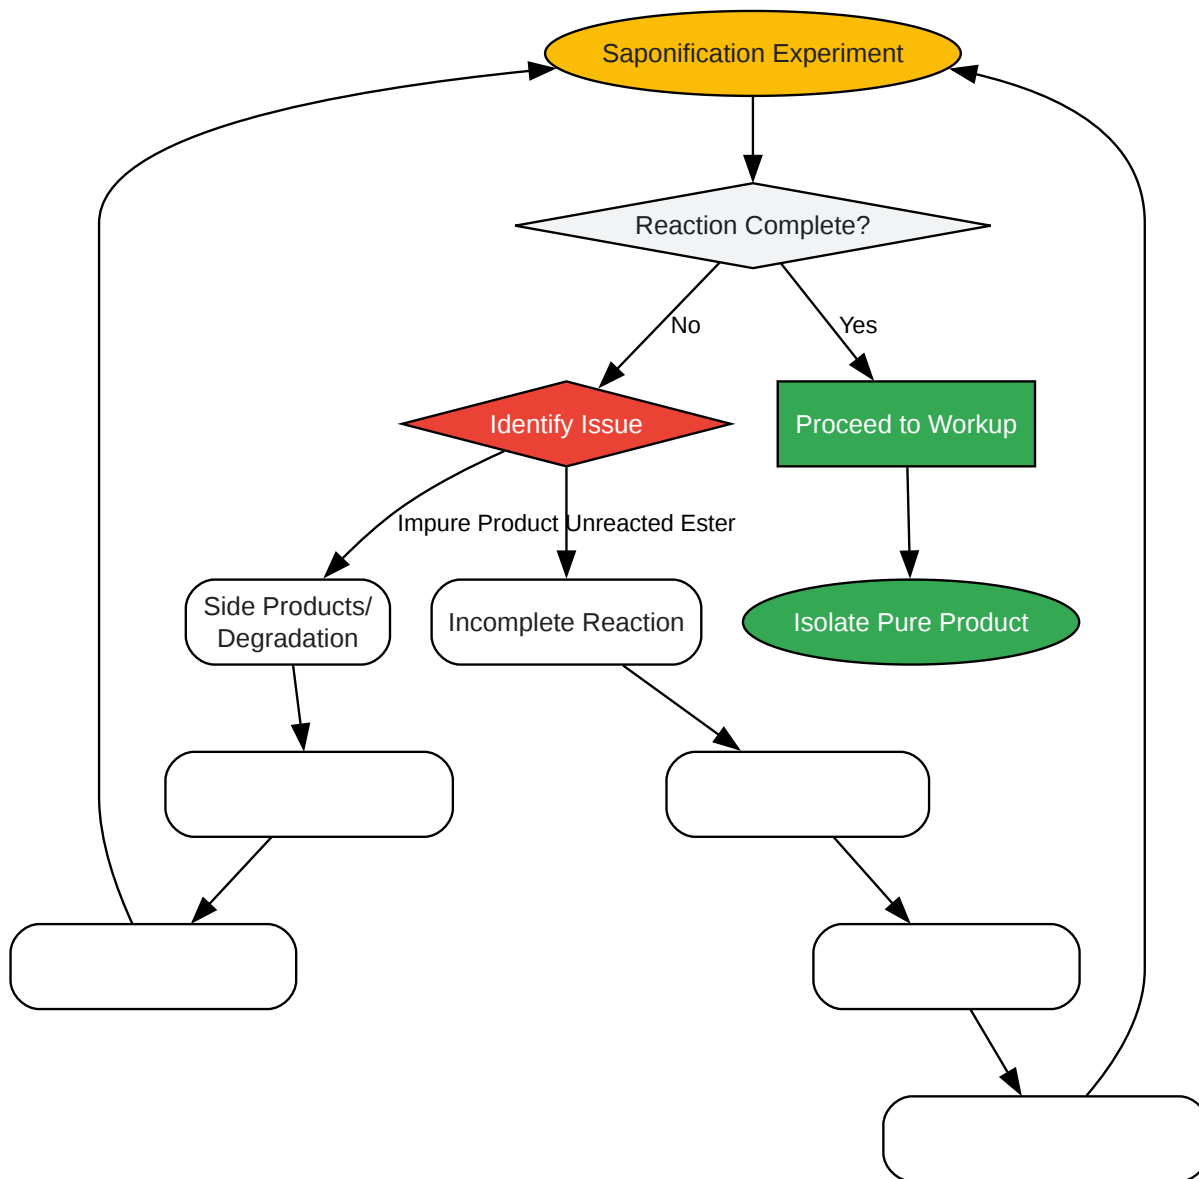 Saponification Experiment
Reaction Complete?
No
Yes
Identify Issue
Proceed to Workup
Impure Product
Unreacted Ester
Side Products/
Degradation
Incomplete Reaction
Isolate Pure Product